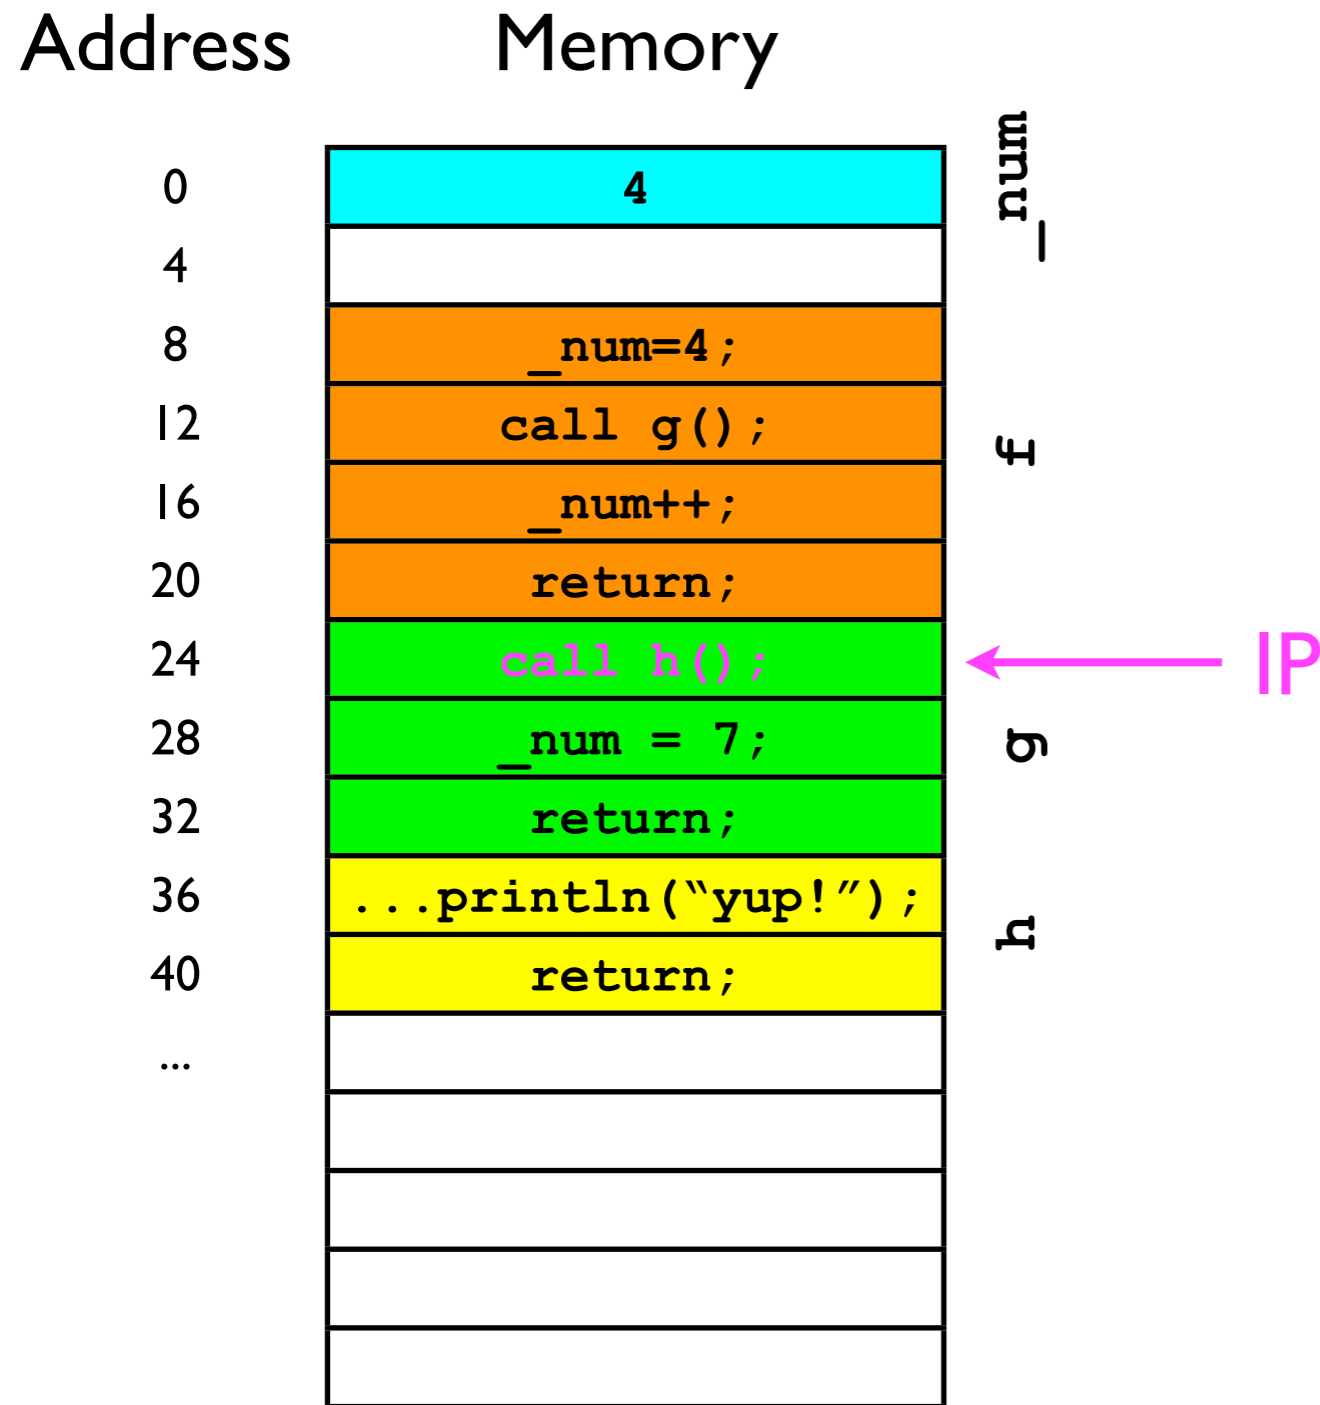 Address Memory
_num
0 4
4
8 _num=4;
12 call g();
f
16 _num++;
20 return;
24 call h(); IP
28 _num = 7;
g
32 return;
36 ...println(“yup!”);
h
40 return;
...